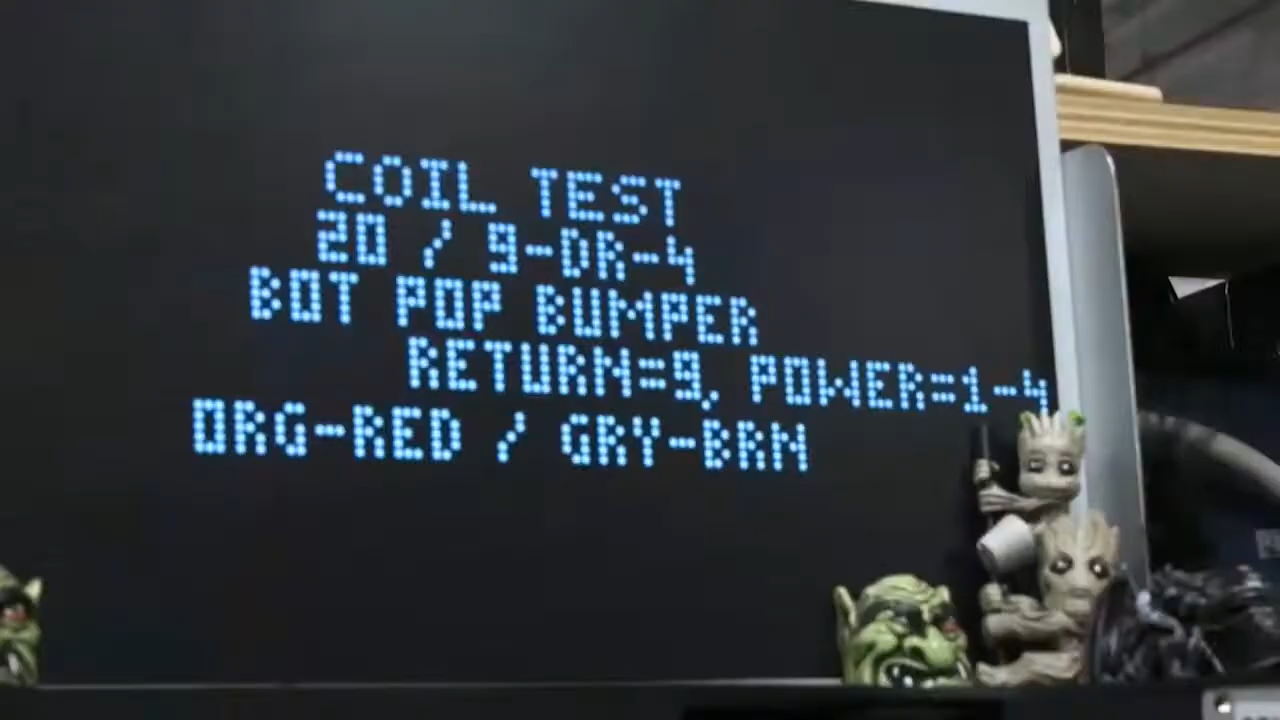 COIL TEST
20 / 9-DR-4
BOT POP BUMPER
RETURN=9, POWER=1-4
ORG-RED / GRY-BRN